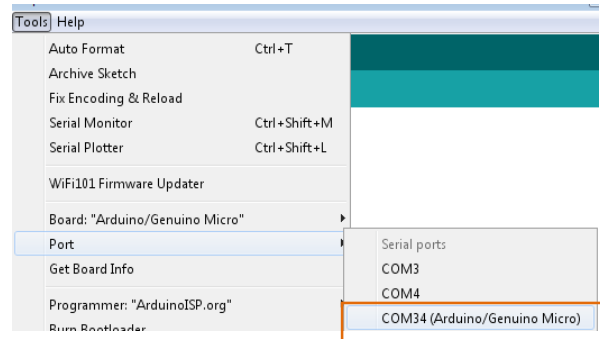 Tools Help
Auto Format Ctrl+T
Archive Sketch
Fix Encoding & Reload
Serial Monitor Ctrl+Shift+M
Serial Plotter Ctrl+Shift+L
WiFi101 Firmware Updater
Board: "Arduino/Genuino Micro"
Port
Get Board Info
Programmer: "ArduinoISP.org"
Burn Bootloader
Serial ports
COM3
COM4
COM34 (Arduino/Genuino Micro)